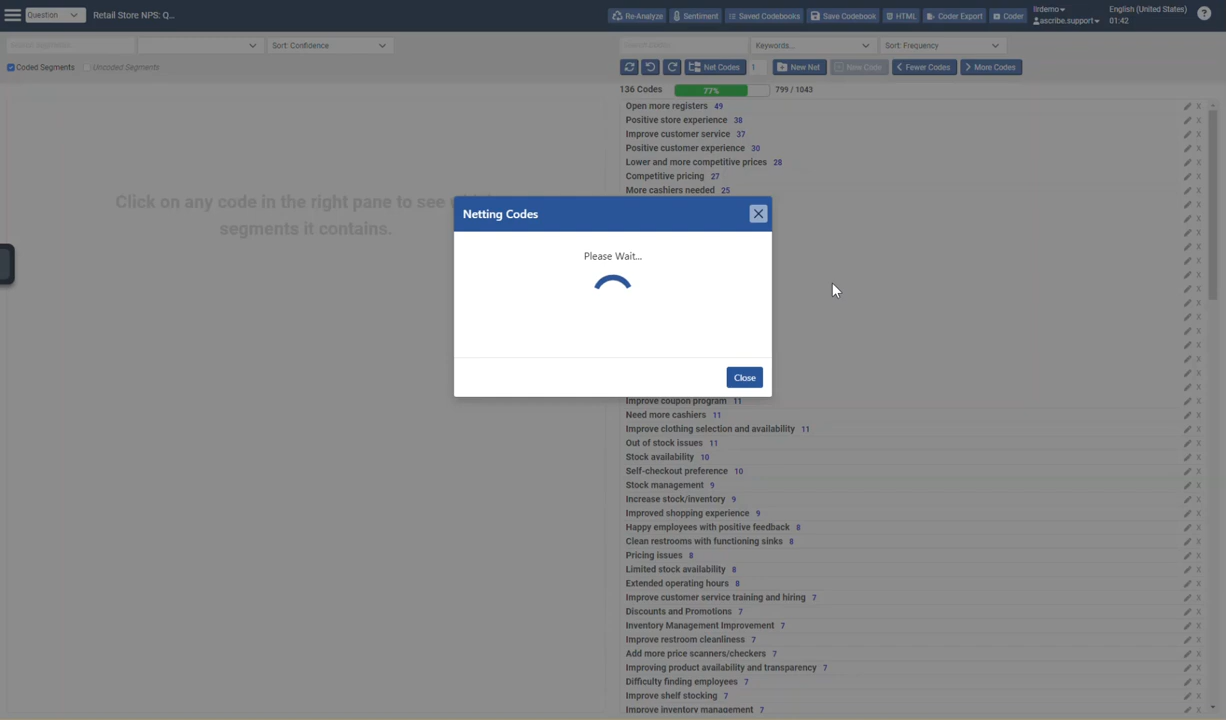 Question
Retail Store NPS: Q...
Re-Analyze
Sentiment
Saved Codebooks
Save Codebook
HTML
Coder Export
Coder
lrdemo
English (United States)
ascribe.support
01:42
?
Search segments
Sort: Confidence
Keywords...
Sort: Frequency
Coded Segments
Uncoded Segments
Net Codes
1
New Net
New Code
Fewer Codes
More Codes
136 Codes
77%
799 / 1043
Click on any code in the right pane to see
segments it contains.
Open more registers 49
Positive store experience 38
Improve customer service 37
Positive customer experience 30
Lower and more competitive prices 28
Competitive pricing 27
More cashiers needed 25
Netting Codes
Please Wait...
Close
Improve coupon program 11
Need more cashiers 11
Improve clothing selection and availability 11
Out of stock issues 11
Stock availability 10
Self-checkout preference 10
Stock management 9
Increase stock/inventory 9
Improved shopping experience 9
Happy employees with positive feedback 8
Clean restrooms with functioning sinks 8
Pricing issues 8
Limited stock availability 8
Extended operating hours 8
Improve customer service training and hiring 7
Discounts and Promotions 7
Inventory Management Improvement 7
Improve restroom cleanliness 7
Add more price scanners/checkers 7
Improving product availability and transparency 7
Difficulty finding employees 7
Improve shelf stocking 7
Improve inventory management 7